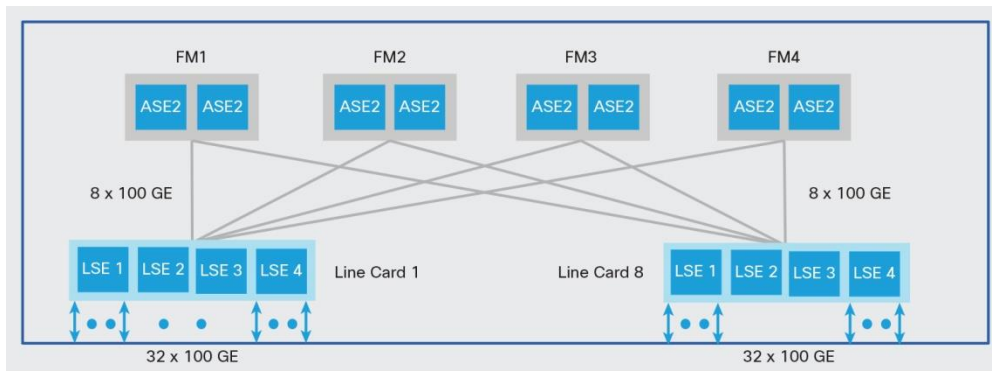 FM1 FM2 FM3 FM4
ASE2 ASE2 ASE2 ASE2 ASE2 ASE2 ASE2 ASE2
8 x 100 GE 8 x 100 GE
LSE 1 LSE 2 LSE 3 LSE 4 Line Card 1 Line Card 8 LSE 1 LSE 2 LSE 3 LSE 4
32 x 100 GE 32 x 100 GE